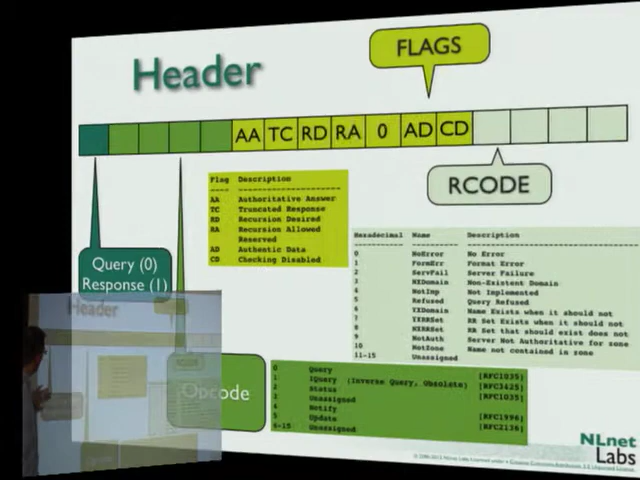 Header
FLAGS
AA TC RD RA 0 AD CD
RCODE
Flag Description
AA Authoritative Answer
TC Truncated Response
RD Recursion Desired
RA Recursion Allowed
Reserved
AD Authentic Data
CD Checking Disabled
Query (0)
Response (1)
Hexadecimal Name Description
0 NoError No Error
1 FormErr Format Error
2 ServFail Server Failure
3 NXDomain Non-Existent Domain
4 NotImp Not Implemented
5 Refused Query Refused
6 YXDomain Name Exists when it should not
7 YXRRSet RR Set Exists when it should not
8 NXRRSet RR Set that should exist does not
9 NotAuth Server Not Authoritative for zone
10 NotZone Name not contained in zone
11-15 Unassigned
Header
Opcode
0 Query [RFC1035]
1 IQuery (Inverse Query, Obsolete) [RFC3425]
2 Status [RFC1035]
3 Unassigned
4 Notify [RFC1996]
5 Update [RFC2136]
6-15 Unassigned
NLnet
Labs